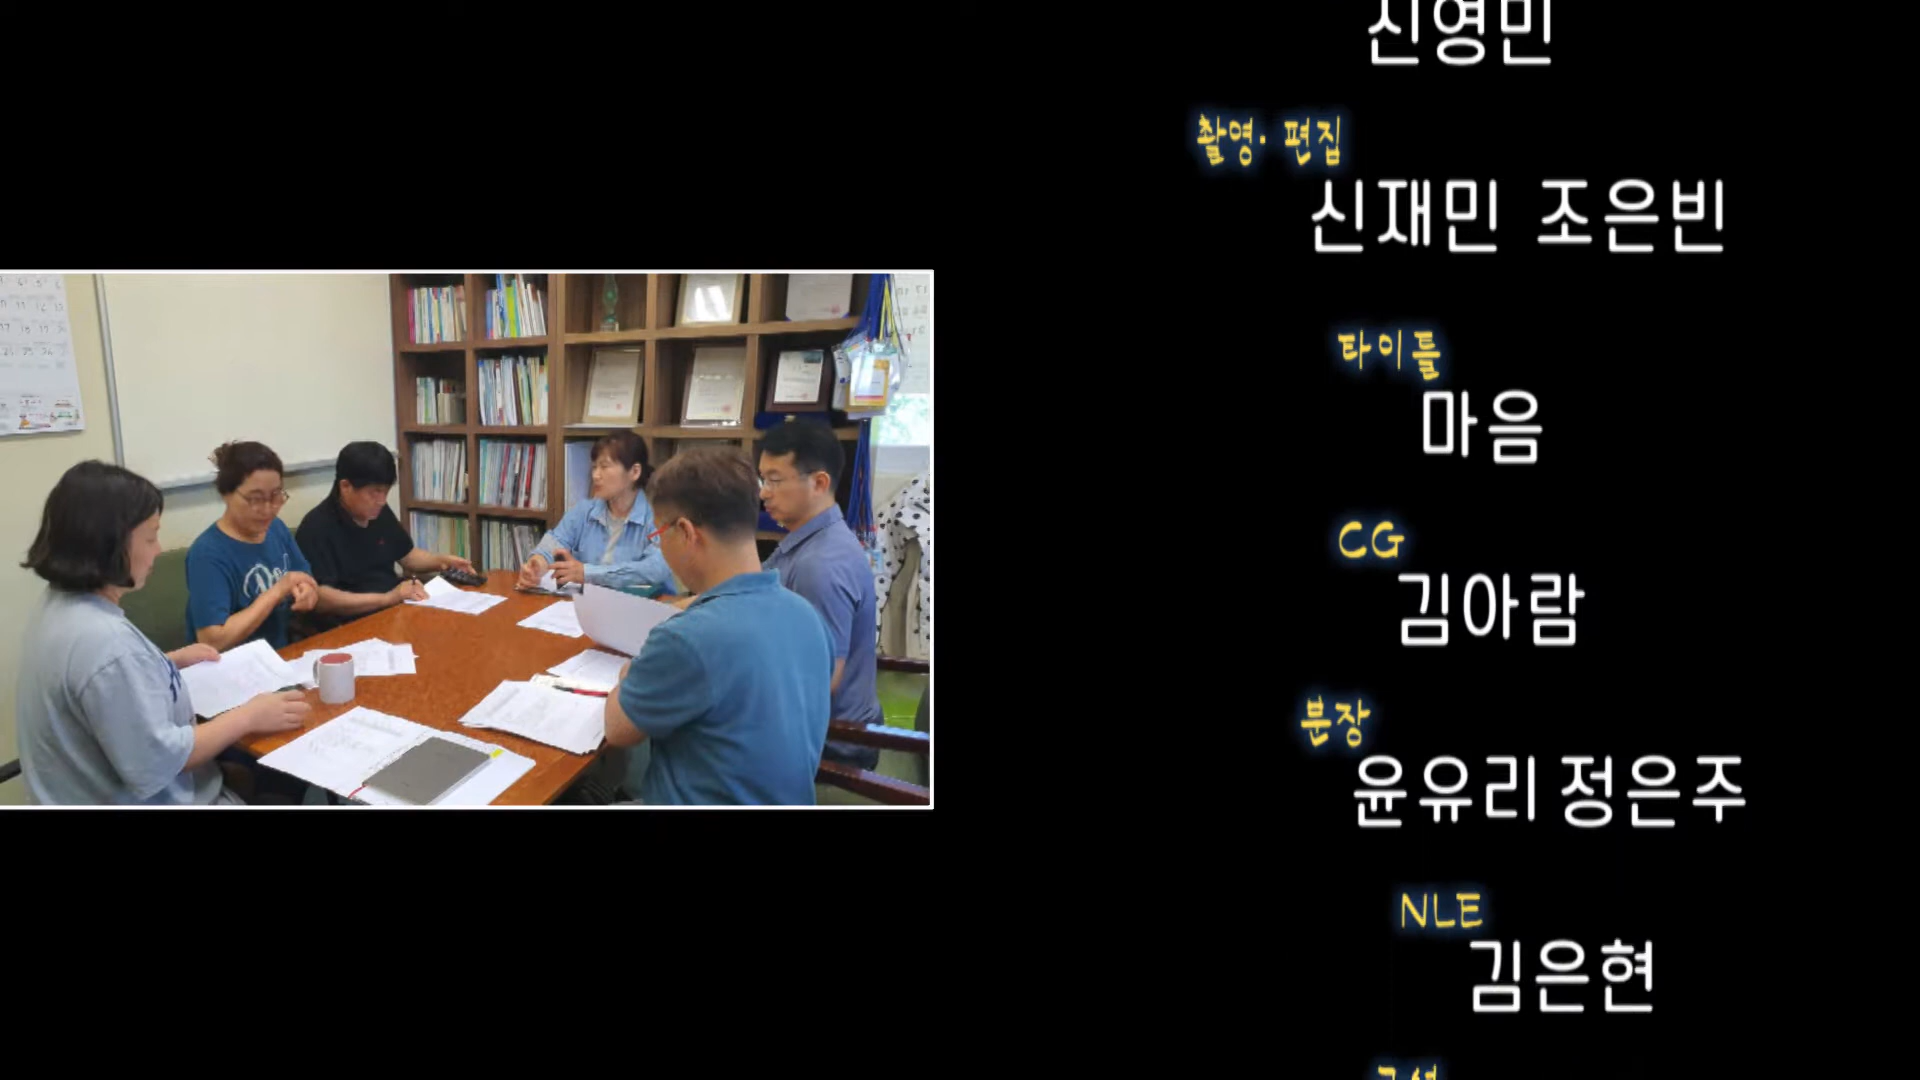 신영민
촬영· 편집
신재민 조은빈
타이틀
마음
CG
김아람
분장
윤유리 정은주
NLE
김은현